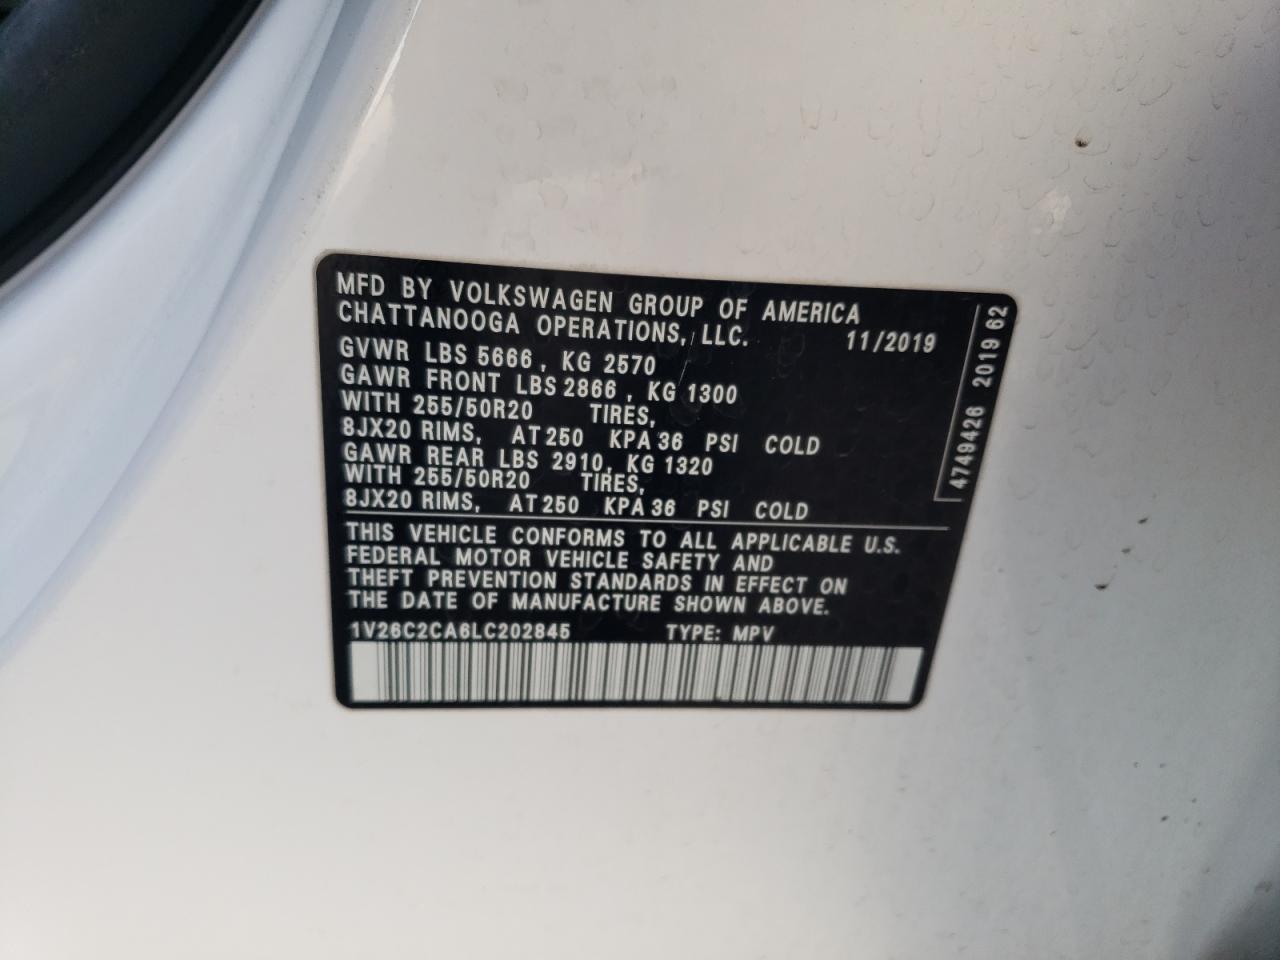 MFD BY VOLKSWAGEN GROUP OF AMERICA
CHATTANOOGA OPERATIONS, LLC. 11/2019
GVWR LBS 5666, KG 2570
GAWR FRONT LBS 2866, KG 1300
WITH 255/50R20 TIRES,
8JX20 RIMS, AT 250 KPA 36 PSI COLD
GAWR REAR LBS 2910, KG 1320
WITH 255/50R20 TIRES,
8JX20 RIMS, AT 250 KPA 36 PSI COLD
THIS VEHICLE CONFORMS TO ALL APPLICABLE U.S.
FEDERAL MOTOR VEHICLE SAFETY AND
THEFT PREVENTION STANDARDS IN EFFECT ON
THE DATE OF MANUFACTURE SHOWN ABOVE.
1V26C2CA6LC202845 TYPE: MPV
4749426 2019 62